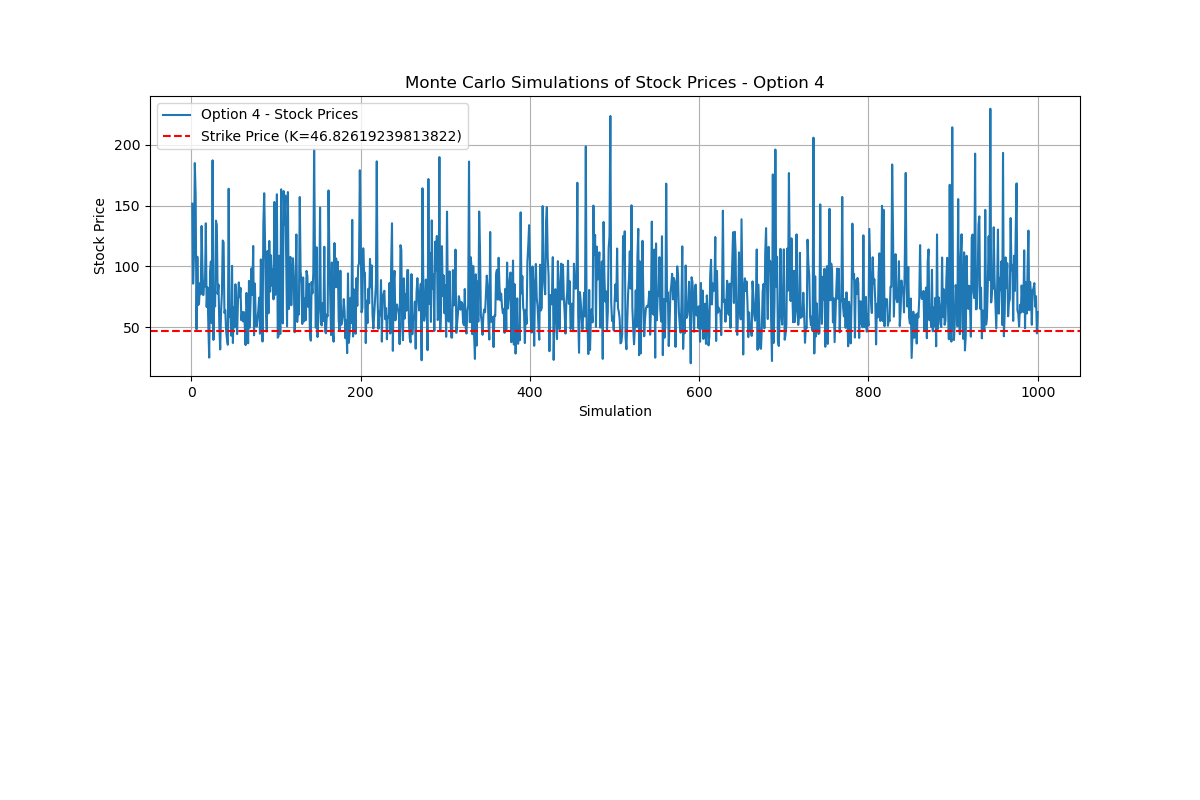 Monte Carlo Simulations of Stock Prices - Option 4
Option 4 - Stock Prices
Strike Price (K=46.82619239813822)
200
150
100
50
Stock Price
0
200
400
600
800
1000
Simulation